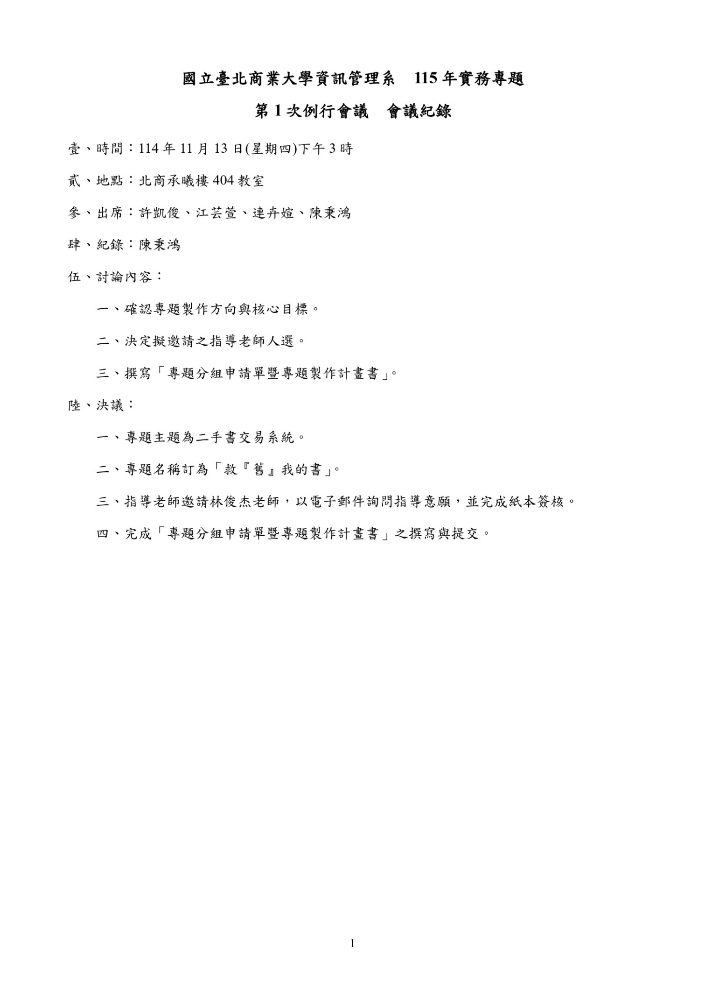 國立臺北商業大學資訊管理系　115 年實務專題
第 1 次例行會議　會議紀錄
壹、時間：114 年 11 月 13 日(星期四)下午 3 時
貳、地點：北商承曦樓 404 教室
參、出席：許凱俊、江芸萱、連卉媗、陳秉鴻
肆、紀錄：陳秉鴻
伍、討論內容：
一、確認專題製作方向與核心目標。
二、決定擬邀請之指導老師人選。
三、撰寫「專題分組申請單暨專題製作計畫書」。
陸、決議：
一、專題主題為二手書交易系統。
二、專題名稱訂為「救『舊』我的書」。
三、指導老師邀請林俊杰老師，以電子郵件詢問指導意願，並完成紙本簽核。
四、完成「專題分組申請單暨專題製作計畫書」之撰寫與提交。
1